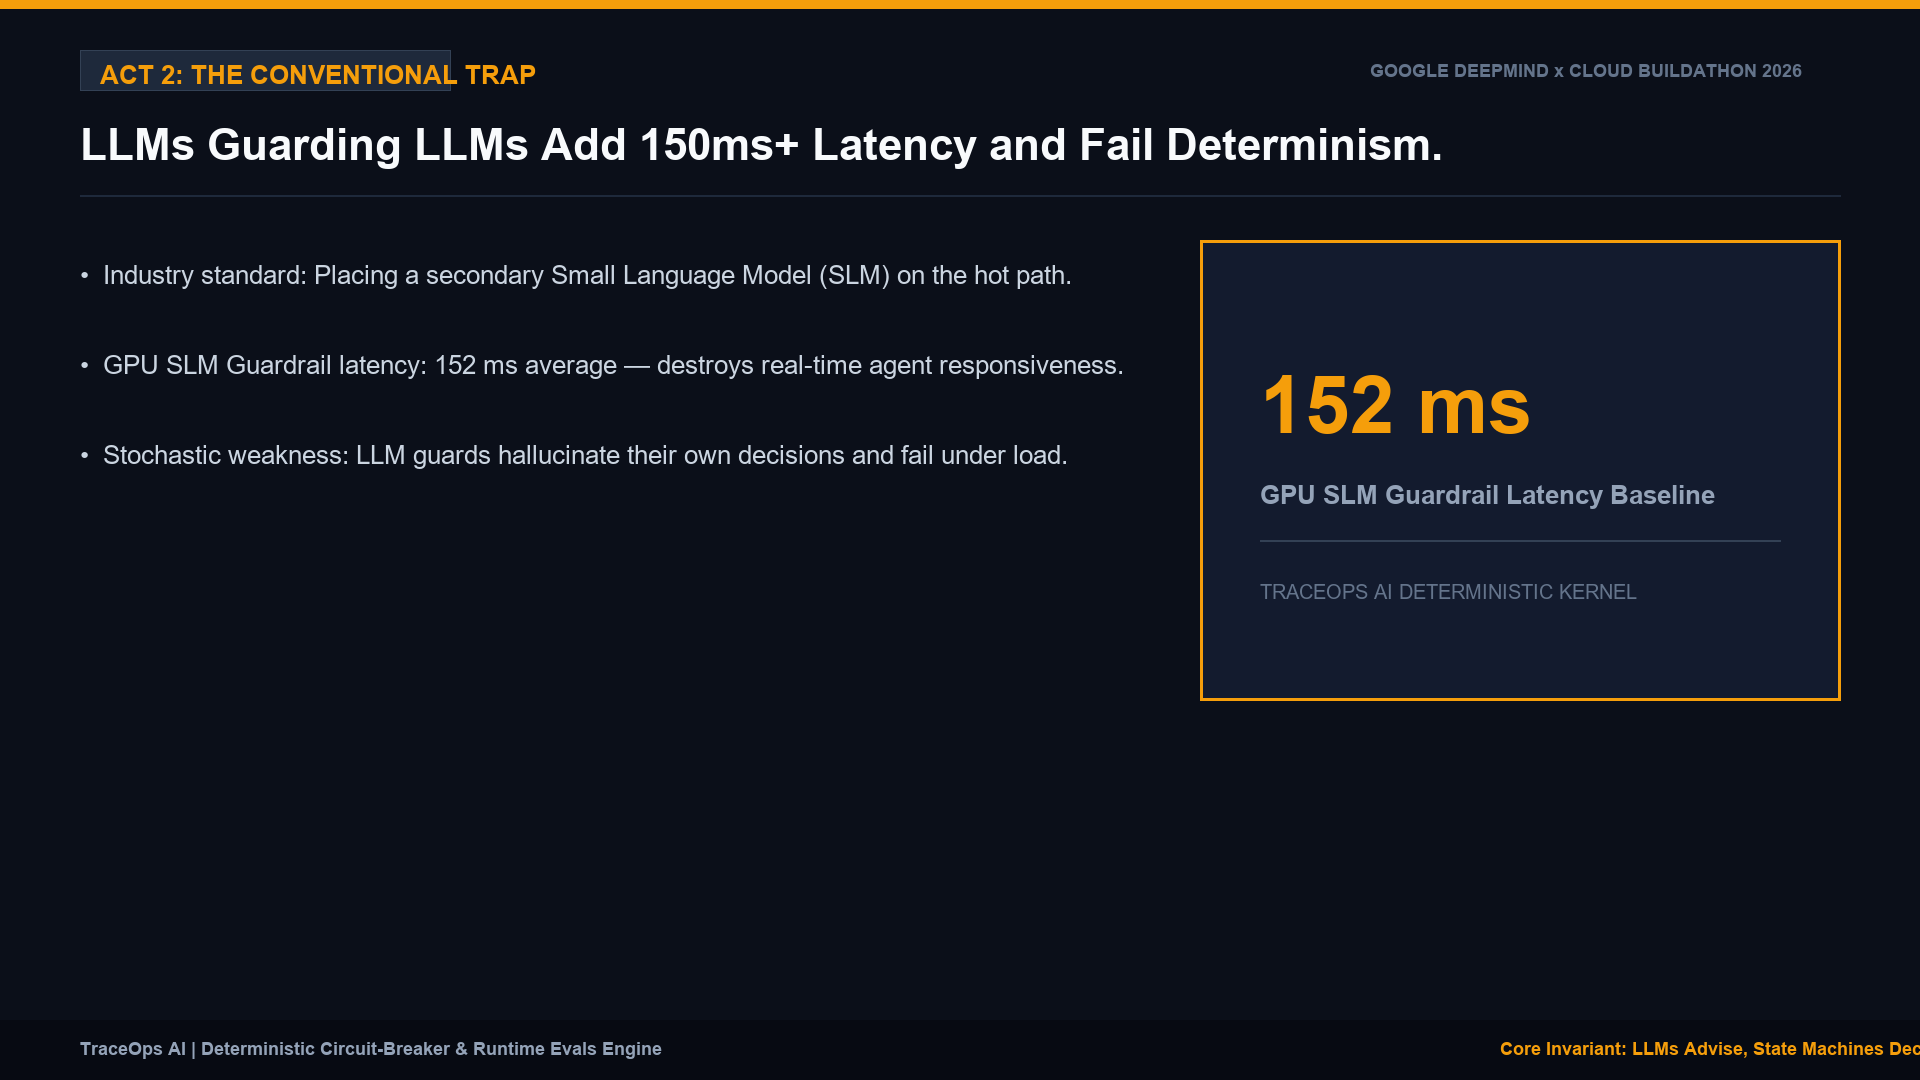 ACT 2: THE CONVENTIONAL TRAP
GOOGLE DEEPMIND x CLOUD BUILDATHON 2026
LLMs Guarding LLMs Add 150ms+ Latency and Fail Determinism.
• Industry standard: Placing a secondary Small Language Model (SLM) on the hot path.
• GPU SLM Guardrail latency: 152 ms average — destroys real-time agent responsiveness.
• Stochastic weakness: LLM guards hallucinate their own decisions and fail under load.
152 ms
GPU SLM Guardrail Latency Baseline
TRACEOPS AI DETERMINISTIC KERNEL
TraceOps AI | Deterministic Circuit-Breaker & Runtime Evals Engine
Core Invariant: LLMs Advise, State Machines